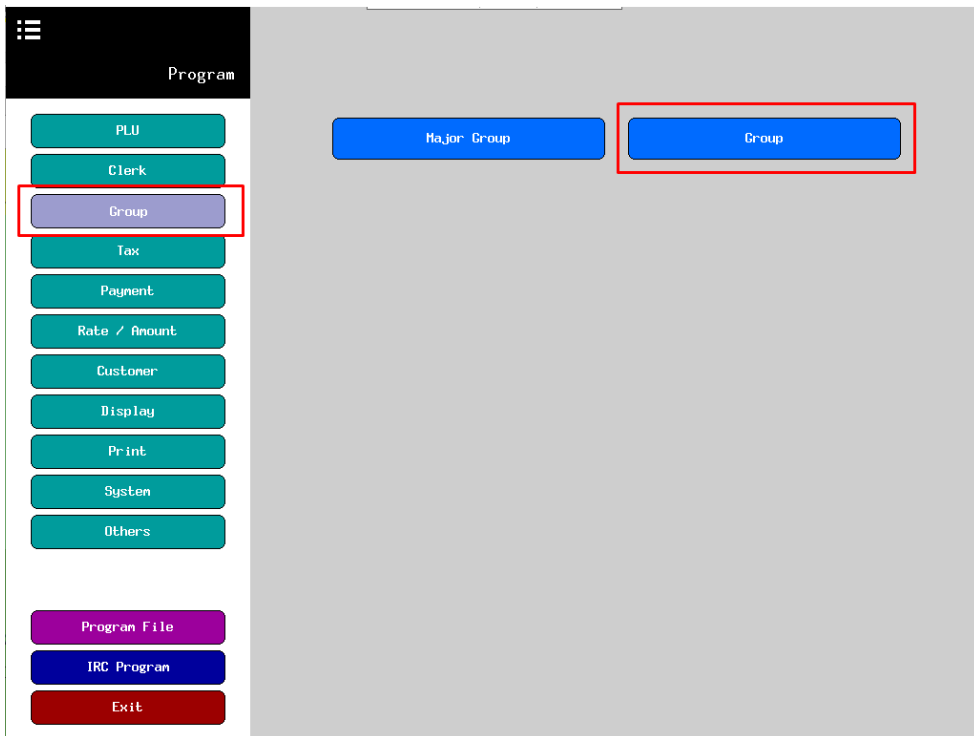 Program
PLU
Clerk
Group
Tax
Payment
Rate / Amount
Customer
Display
Print
System
Others
Program File
IRC Program
Exit
Major Group
Group